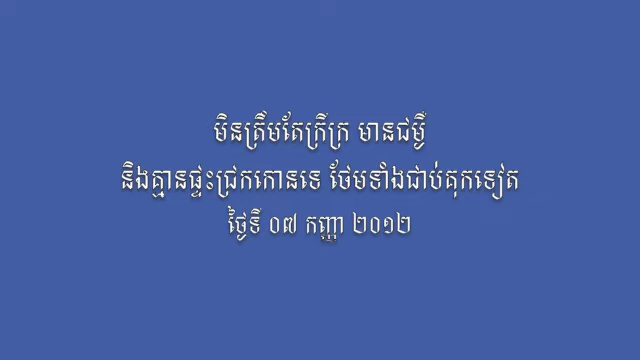 មិនត្រឹមតែក្រីក្រ មានជម្ងឺ
និងគ្មានផ្ទះជ្រកកោនទេ ថែមទាំងជាប់គុកទៀត
ថ្ងៃទី ០៧ កញ្ញា ២០១២